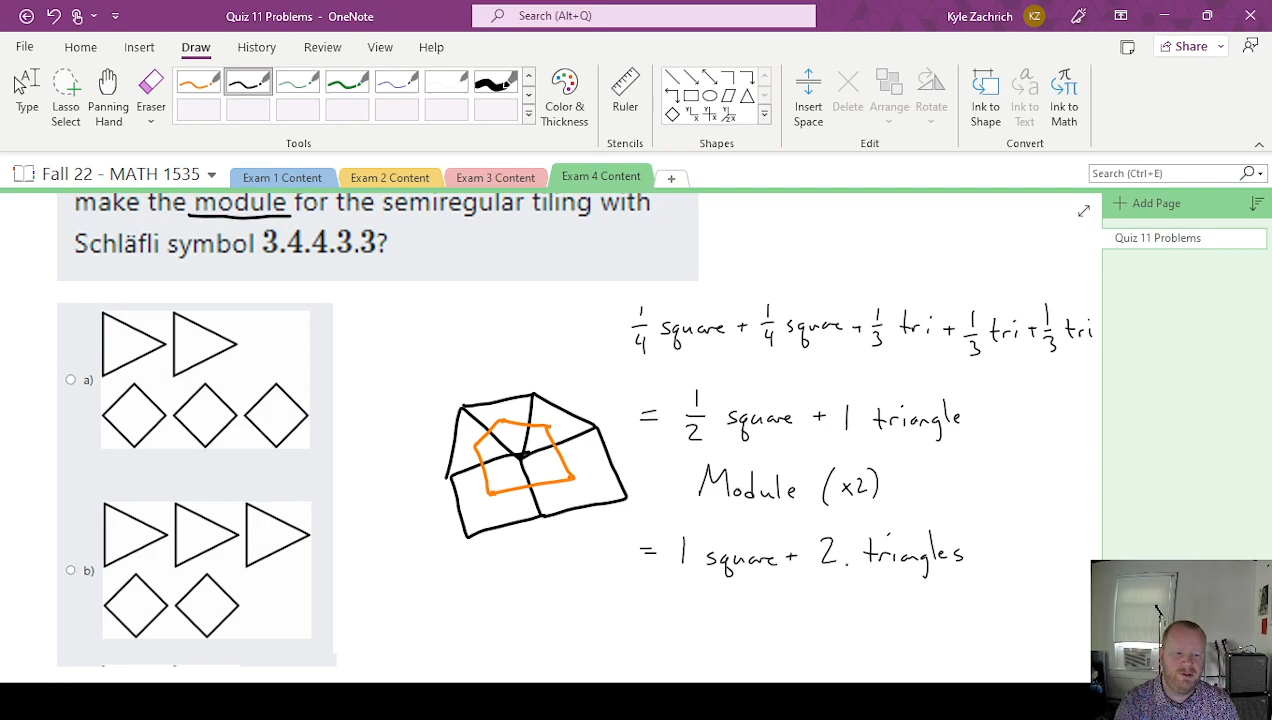 Quiz 11 Problems - OneNote
Search (Alt+Q)
Kyle Zachrich
KZ
File
Home
Insert
Draw
History
Review
View
Help
Share
Type
Lasso Select
Panning Hand
Eraser
Color & Thickness
Ruler
Insert Space
Delete
Arrange
Rotate
Ink to Shape
Ink to Text
Ink to Math
Tools
Stencils
Shapes
Edit
Convert
Fall 22 - MATH 1535
Exam 1 Content
Exam 2 Content
Exam 3 Content
Exam 4 Content
Search (Ctrl+E)
Add Page
Quiz 11 Problems
make the module for the semiregular tiling with
Schläfli symbol 3.4.4.3.3?
a)
b)
1/4 square + 1/4 square + 1/3 tri + 1/3 tri + 1/3 tri
= 1/2 square + 1 triangle
Module (x2)
= 1 square + 2. triangles